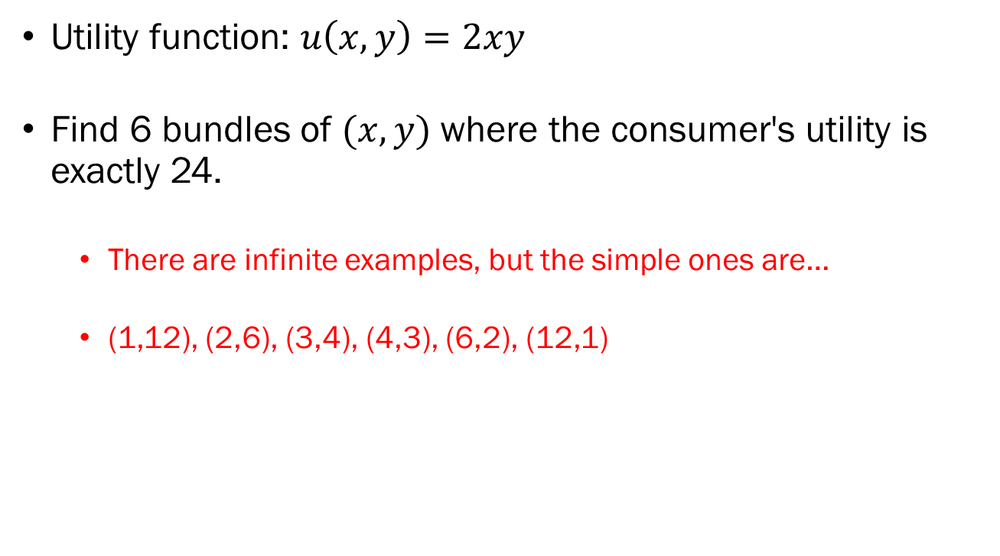 • Utility function: 𝑢(𝑥, 𝑦) = 2𝑥𝑦
• Find 6 bundles of (𝑥, 𝑦) where the consumer's utility is
exactly 24.
• There are infinite examples, but the simple ones are…
• (1,12), (2,6), (3,4), (4,3), (6,2), (12,1)